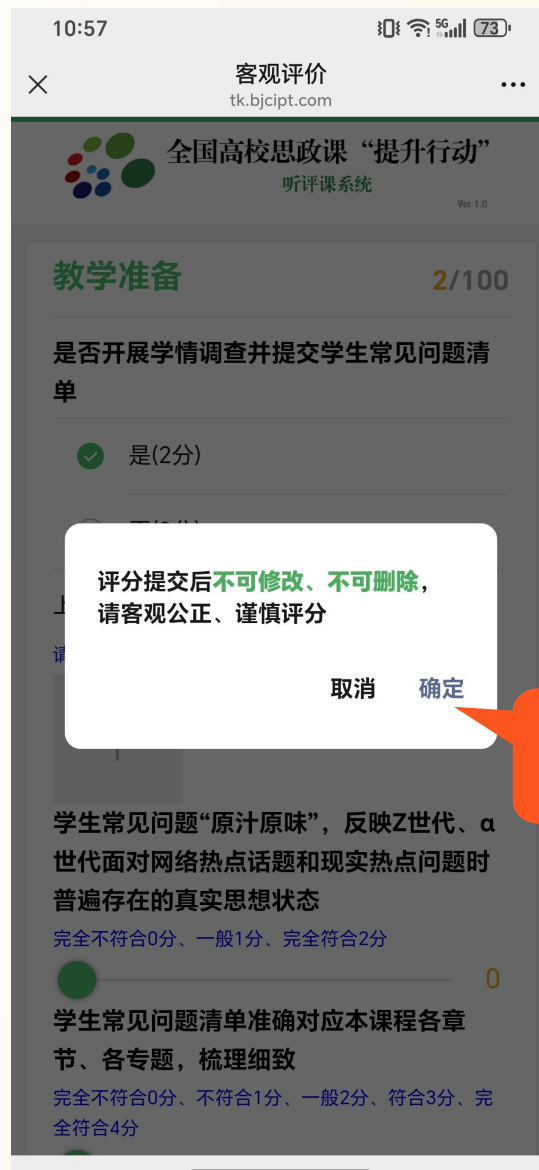 10:57
5G
73
客观评价
tk.bjcipt.com
全国高校思政课“提升行动”
听评课系统
Ver 1.0
教学准备
2/100
是否开展学情调查并提交学生常见问题清
单
是(2分)
评分提交后不可修改、不可删除，
请客观公正、谨慎评分
上
请
取消 确定
学生常见问题“原汁原味”，反映Z世代、α
世代面对网络热点话题和现实热点问题时
普遍存在的真实思想状态
完全不符合0分、一般1分、完全符合2分
0
学生常见问题清单准确对应本课程各章
节、各专题，梳理细致
完全不符合0分、不符合1分、一般2分、符合3分、完
全符合4分